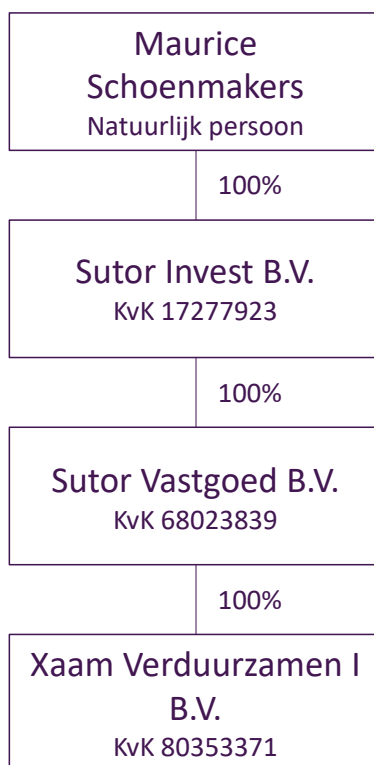 Maurice
Schoenmakers
Natuurlijk persoon
100%
Sutor Invest B.V.
KvK 17277923
100%
Sutor Vastgoed B.V.
KvK 68023839
100%
Xaam Verduurzamen I
B.V.
KvK 80353371